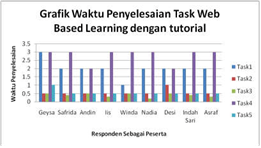 Grafik Waktu Penyelesaian Task Web
Based Learning dengan tutorial
Waktu Penyelesaian
3.5
3
2.5
2
1.5
1
0.5
0
Geysa Safrida Andin Iis Winda Nadia Desi Indah Asraf
Sari
Responden Sebagai Peserta
Task1
Task2
Task3
Task4
Task5